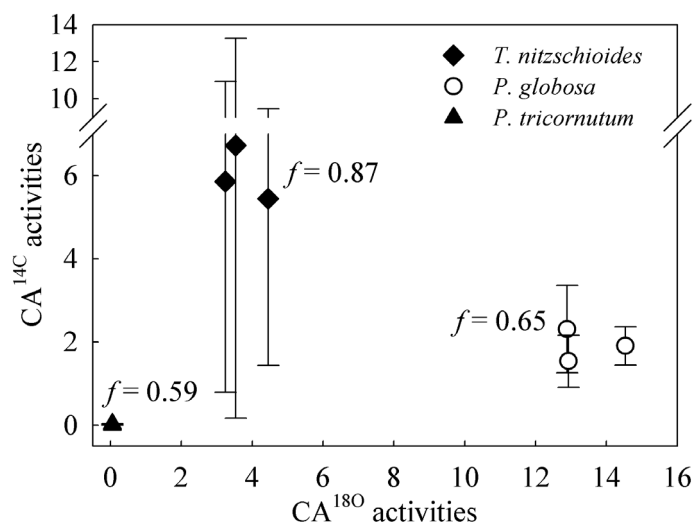 14
12
10
6
4
2
0
CA14C activities
T. nitzschioides
P. globosa
P. tricornutum
f = 0.87
f = 0.65
f = 0.59
0 2 4 6 8 10 12 14 16
CA18O activities